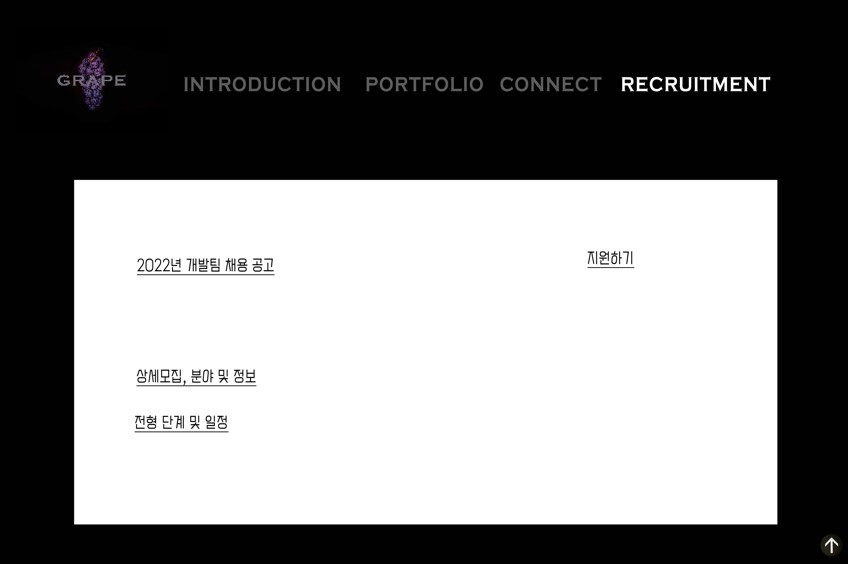 GRAPE
INTRODUCTION PORTFOLIO CONNECT RECRUITMENT
2022년 개발팀 채용 공고
지원하기
상세모집, 분야 및 정보
전형 단계 및 일정